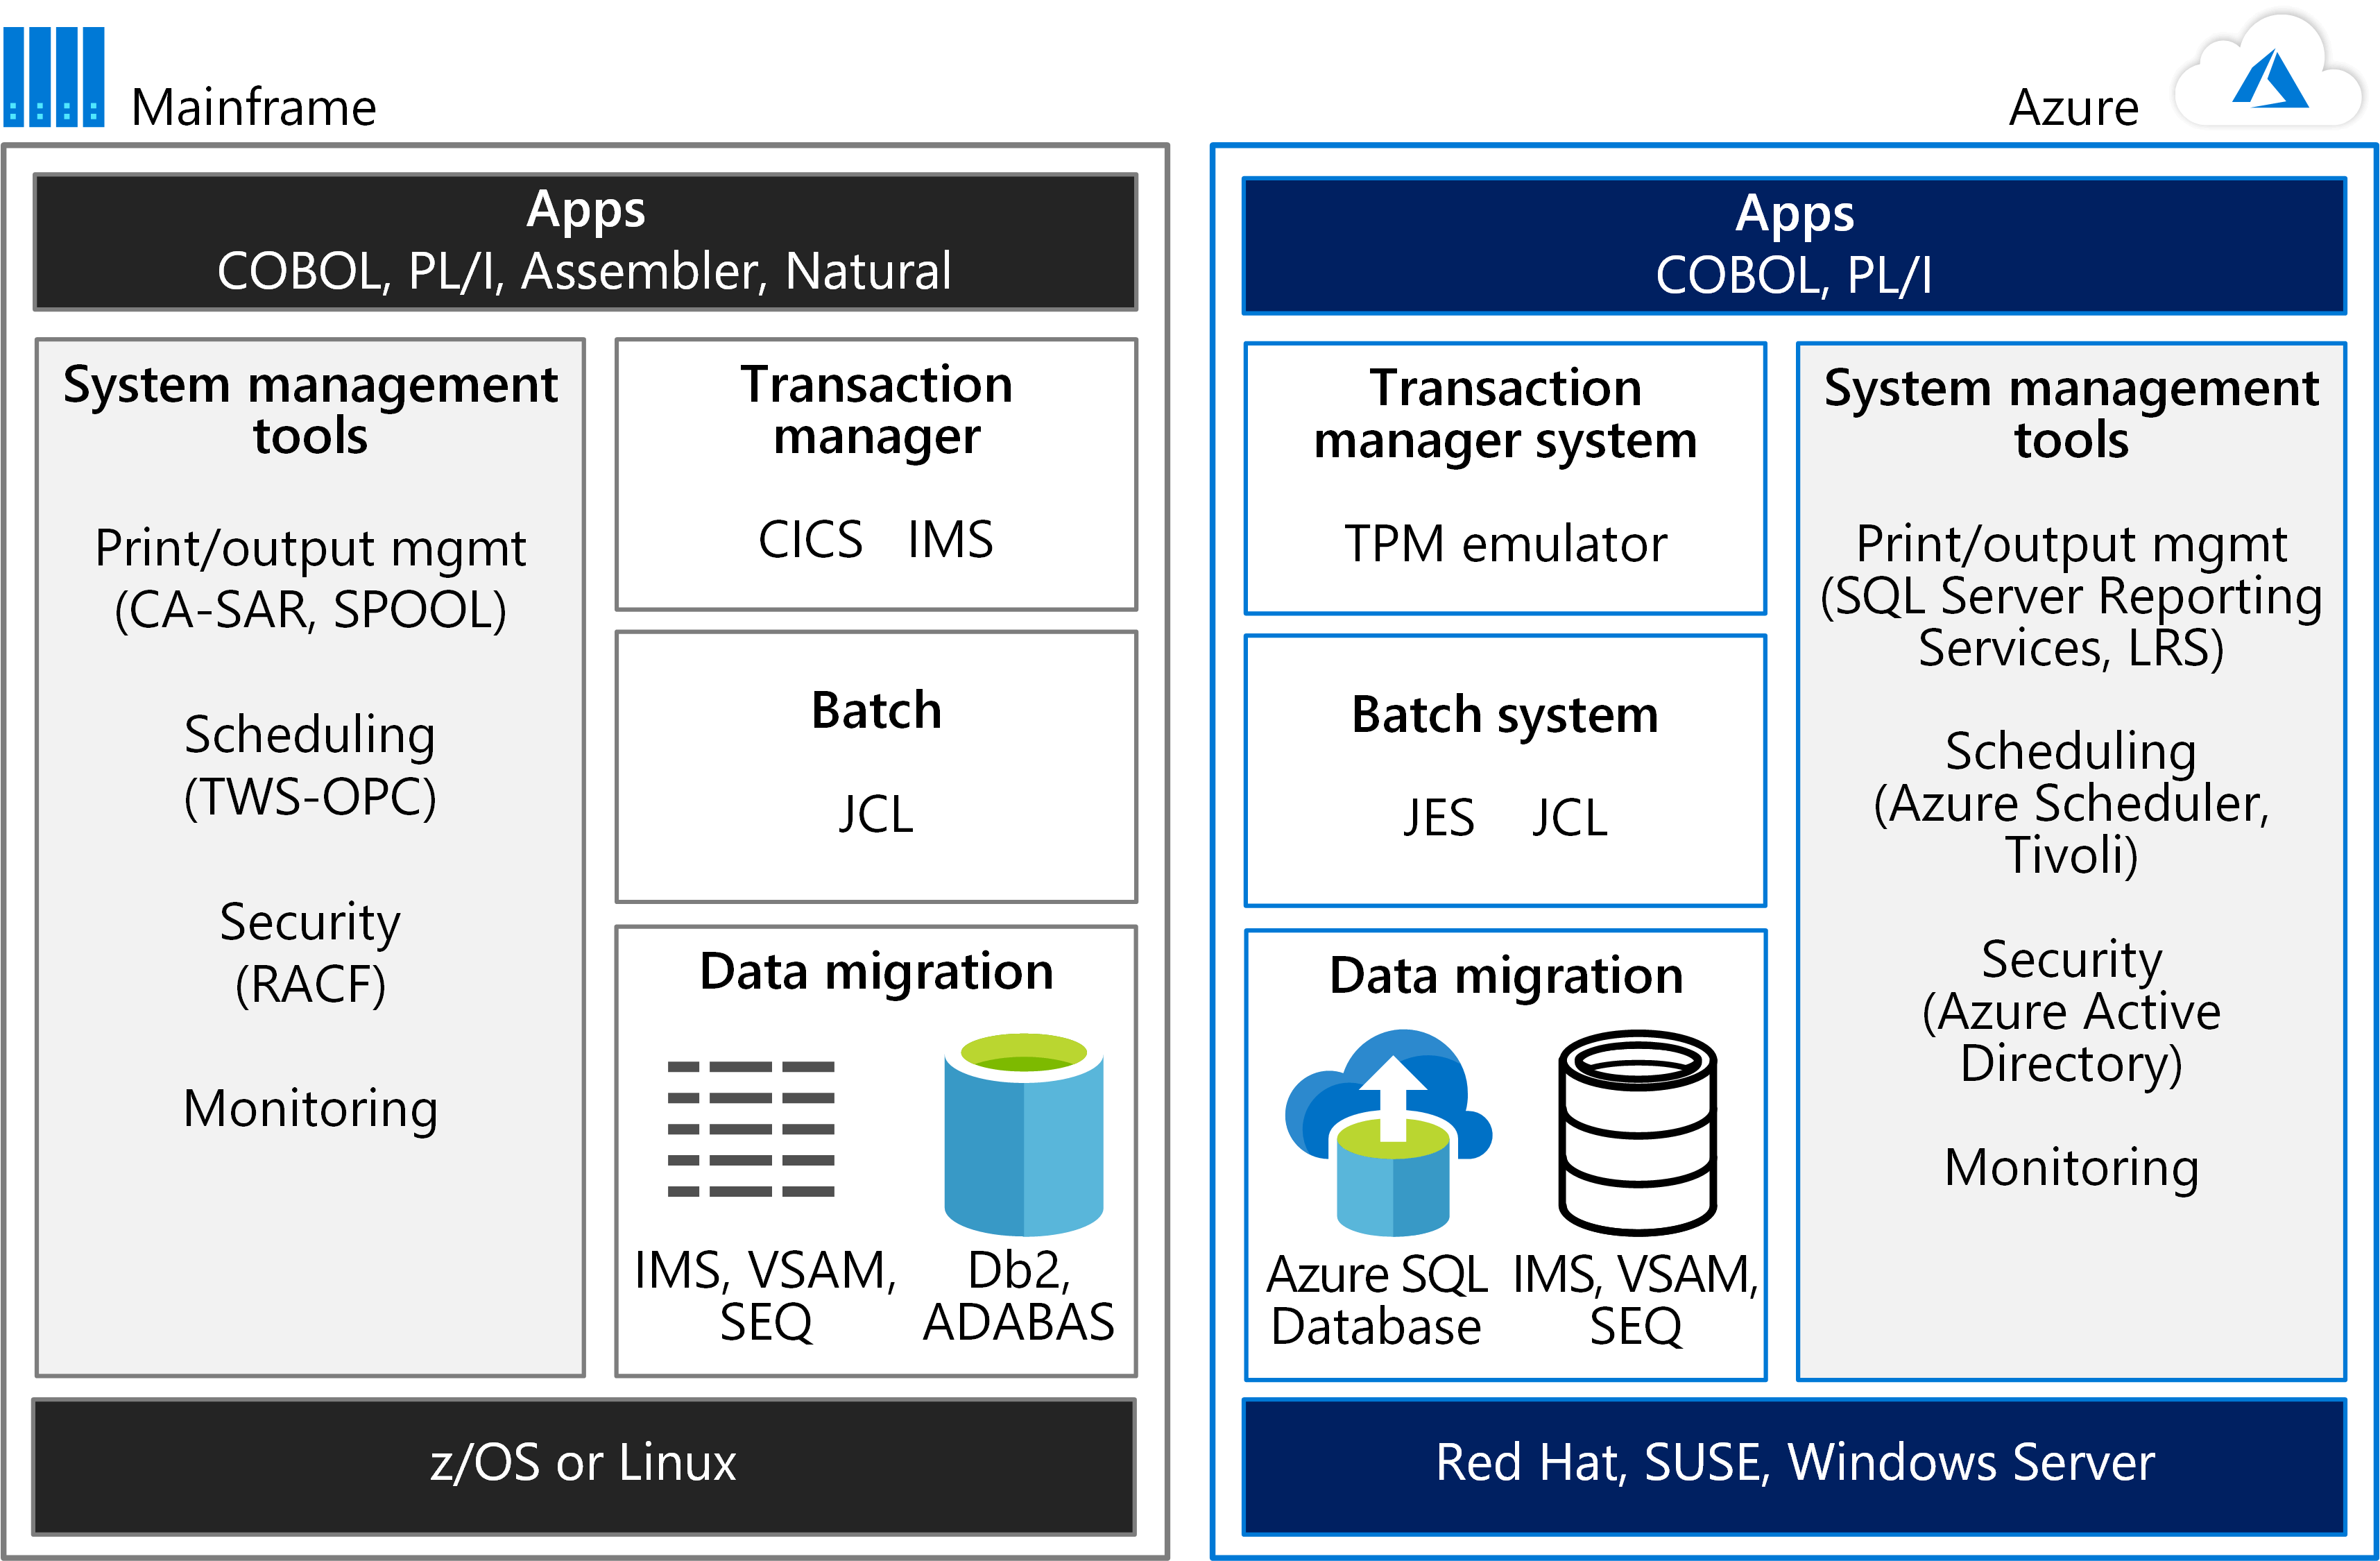 Mainframe
Apps
COBOL, PL/I, Assembler, Natural
System management
tools
Print/output mgmt
(CA-SAR, SPOOL)
Scheduling
(TWS-OPC)
Security
(RACF)
Monitoring
Transaction
manager
CICS IMS
Batch
JCL
Data migration
IMS, VSAM,
SEQ
Db2,
ADABAS
z/OS or Linux
Azure
Apps
COBOL, PL/I
Transaction
manager system
TPM emulator
Batch system
JES JCL
Data migration
Azure SQL
Database
IMS, VSAM,
SEQ
System management
tools
Print/output mgmt
(SQL Server Reporting
Services, LRS)
Scheduling
(Azure Scheduler,
Tivoli)
Security
(Azure Active
Directory)
Monitoring
Red Hat, SUSE, Windows Server